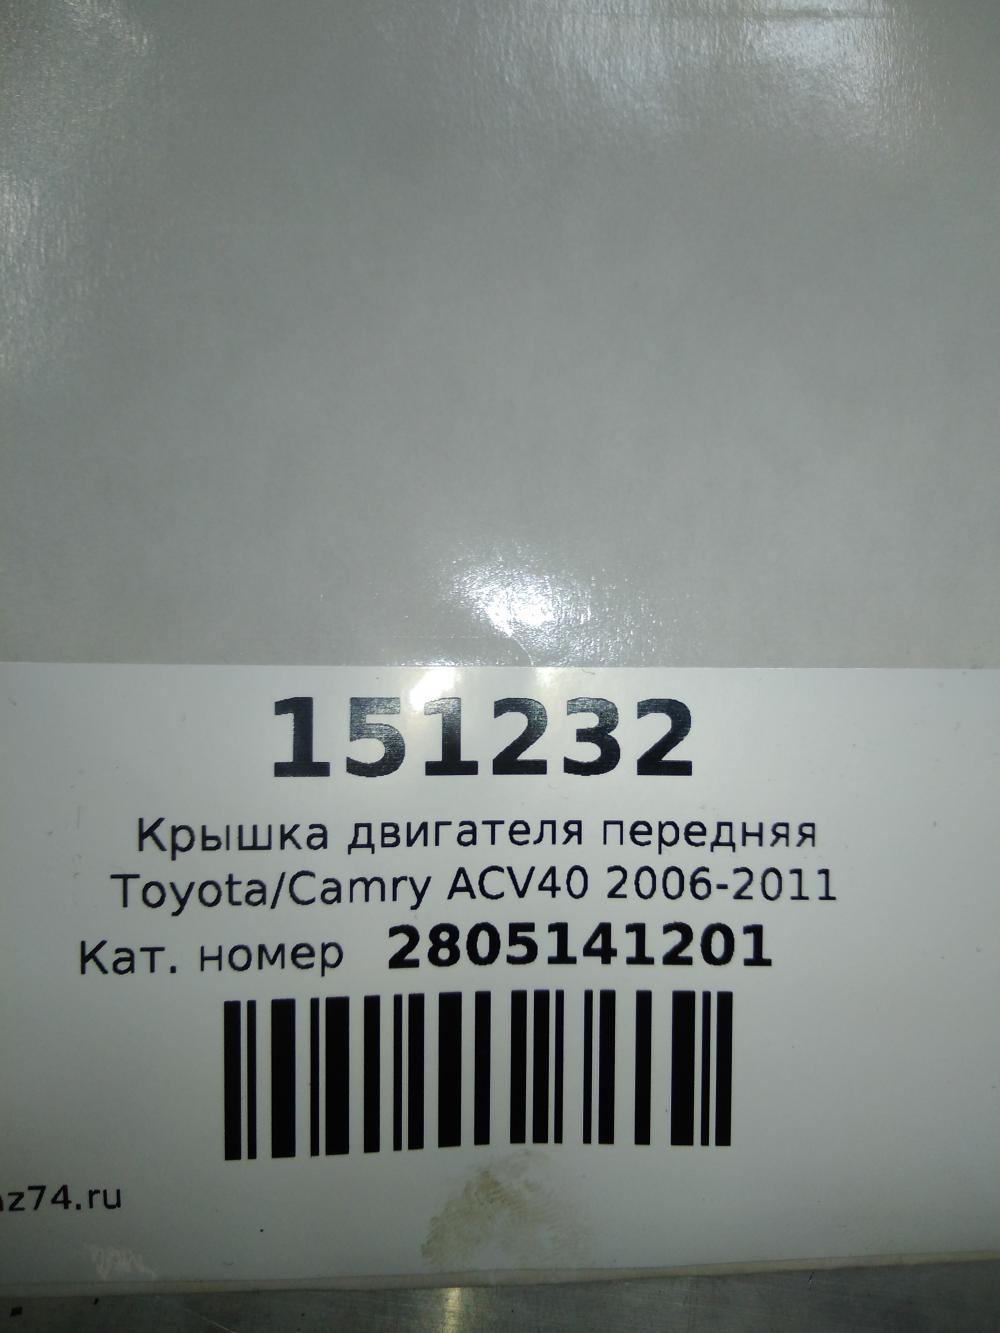 151232
Крышка двигателя передняя
Toyota/Camry ACV40 2006-2011
Кат. номер 2805141201
z74.ru